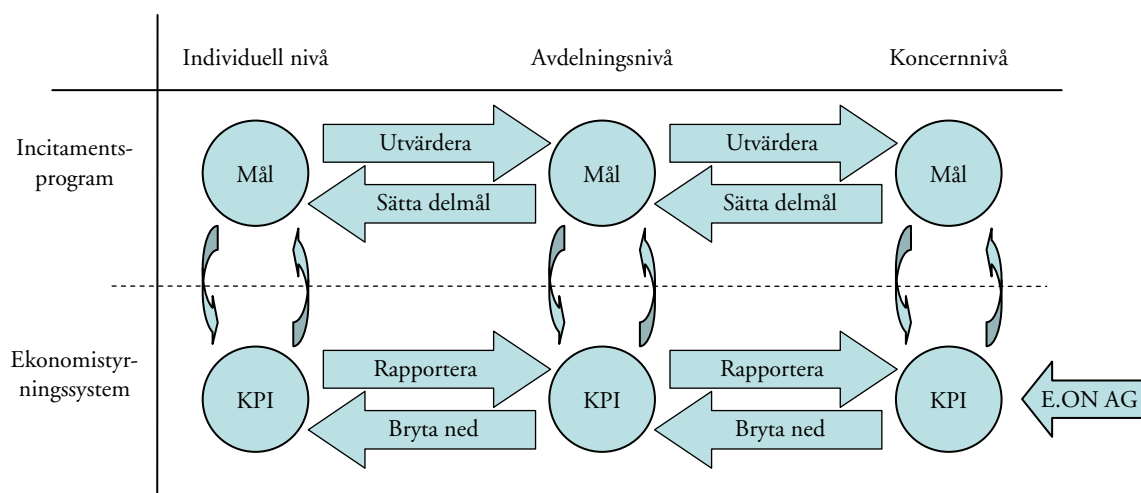 Individuell nivå
Avdelningsnivå
Koncernnivå
Incitaments-
program
Mål
Utvärdera
Sätta delmål
Mål
Utvärdera
Sätta delmål
Mål
Ekonomistyr-
ningssystem
KPI
Rapportera
Bryta ned
KPI
Rapportera
Bryta ned
KPI
E.ON AG